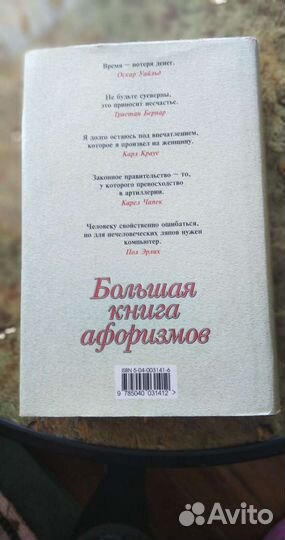 Время — потеря денег.
Оскар Уайльд
Не будьте суеверны,
это приносит несчастье.
Тристан Бернар
Я долго остаюсь под впечатлением,
которое я произвел на женщину.
Карл Краус
Законное правительство — то,
у которого превосходство
в артиллерии.
Карел Чапек
Человеку свойственно ошибаться,
но для нечеловеческих ляпов нужен
компьютер.
Пол Эрлих
Большая
книга
афоризмов
ISBN 5-04-003141-6
9 785040 031412 >
Avito